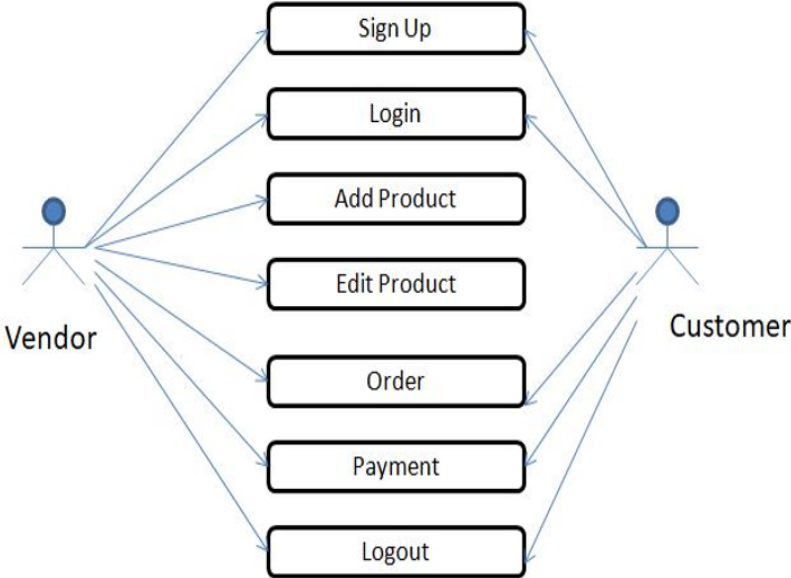 Sign Up
Login
Add Product
Edit Product
Vendor
Customer
Order
Payment
Logout